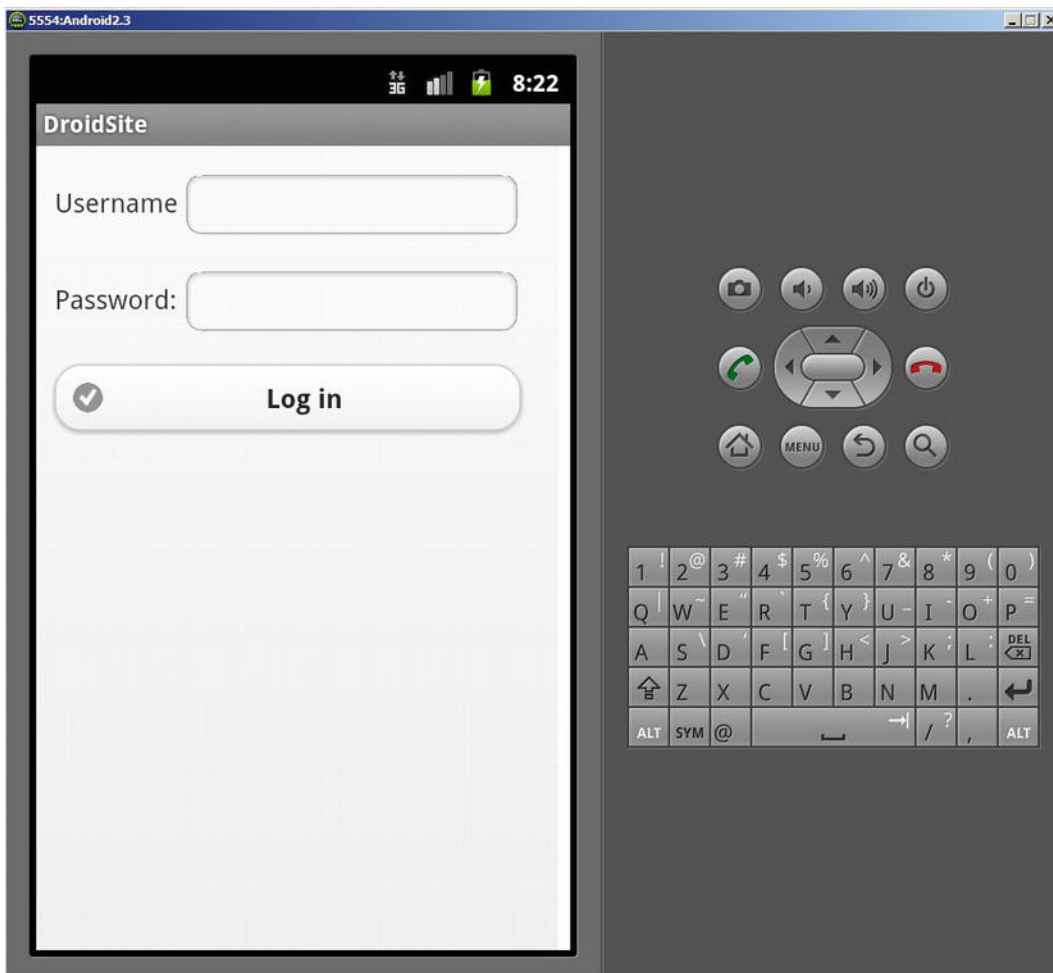 5554:Android2.3
3G 8:22
DroidSite
Username
Password:
Log in
MENU
1 ! 2 @ 3 # 4 $ 5 % 6 ^ 7 & 8 * 9 ( 0 )
Q | W ~ E " R ` T { Y } U _ I - O + P =
A S \ D ' F [ G ] H < J > K ; L : DEL
Z X C V B N M .
ALT SYM @ / ? , ALT